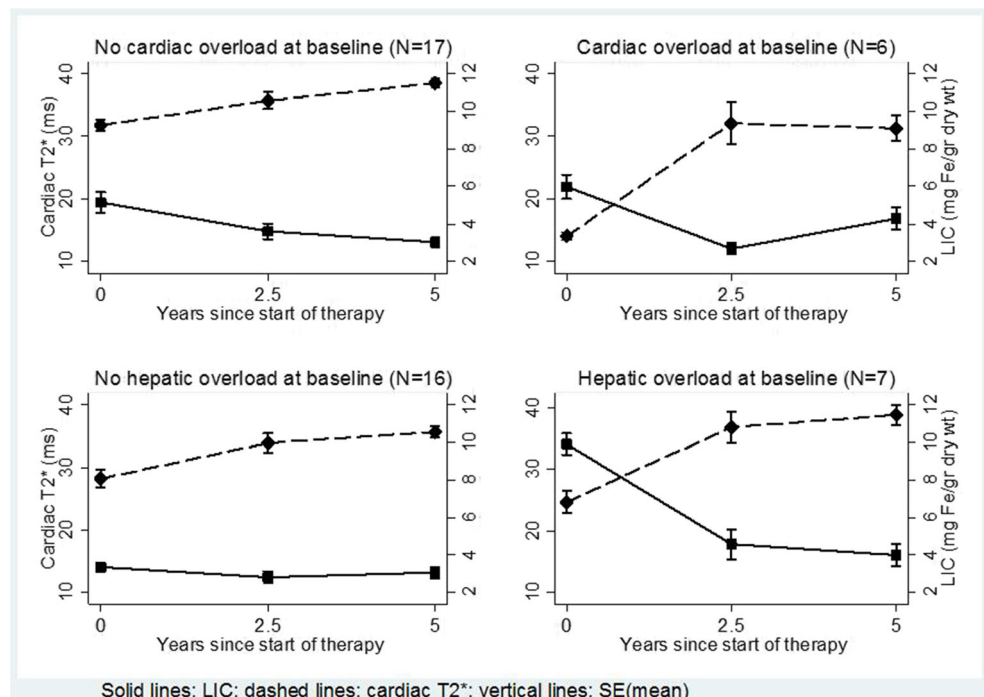 No cardiac overload at baseline (N=17)
Cardiac T2* (ms)
40
30
20
10
12
10
8
6
4
2
0 2.5 5
Years since start of therapy
Cardiac overload at baseline (N=6)
40
30
20
10
12
10
8
6
4
2
LIC (mg Fe/gr dry wt)
0 2.5 5
Years since start of therapy
No hepatic overload at baseline (N=16)
Cardiac T2* (ms)
40
30
20
10
12
10
8
6
4
2
0 2.5 5
Years since start of therapy
Hepatic overload at baseline (N=7)
40
30
20
10
12
10
8
6
4
2
LIC (mg Fe/gr dry wt)
0 2.5 5
Years since start of therapy
Solid lines: LIC; dashed lines: cardiac T2*; vertical lines: SE(mean)